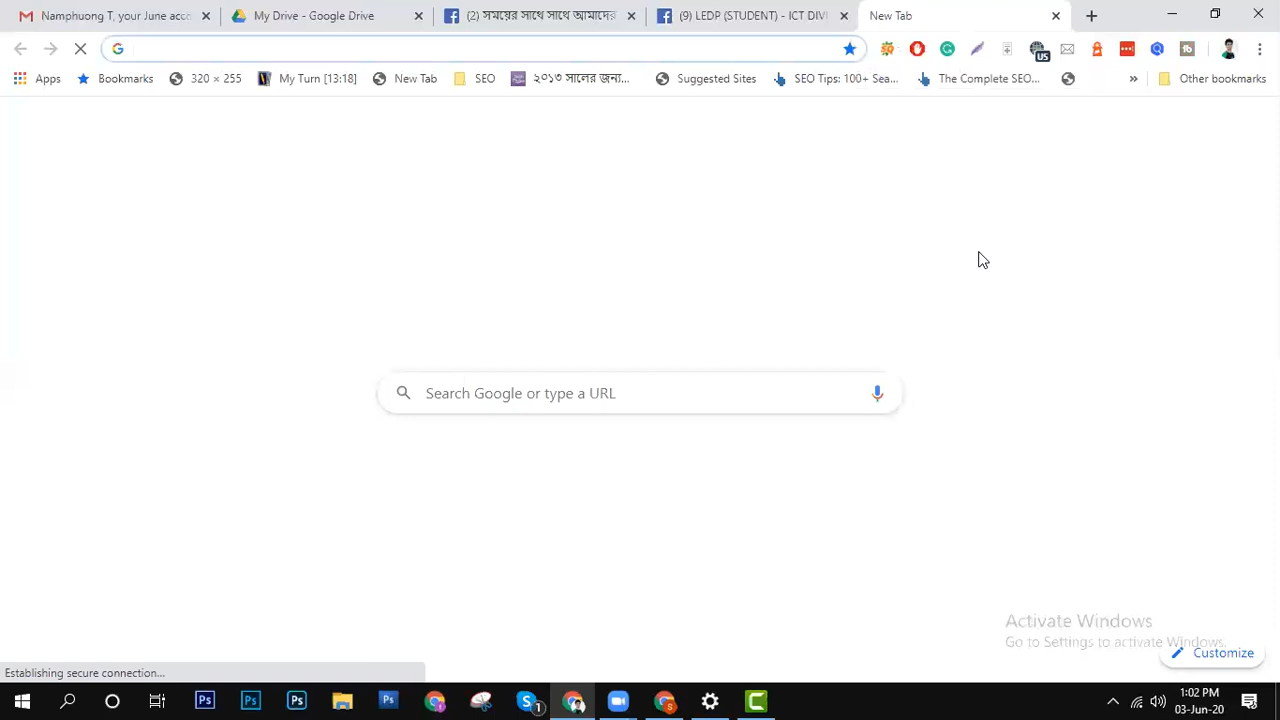 Namphuong T, your June acc
My Drive - Google Drive
(2) সময়ের সাথে সাথে আমাদের
(9) LEDP (STUDENT) - ICT DIVI
New Tab
Apps
Bookmarks
320 × 255
My Turn [13:18]
New Tab
SEO
২০১৩ সালের জন্য...
Suggested Sites
SEO Tips: 100+ Sea...
The Complete SEO...
»
Other bookmarks
US
Search Google or type a URL
Activate Windows
Go to Settings to activate Windows.
Customize
Establishing secure connection...
1:02 PM
03-Jun-20